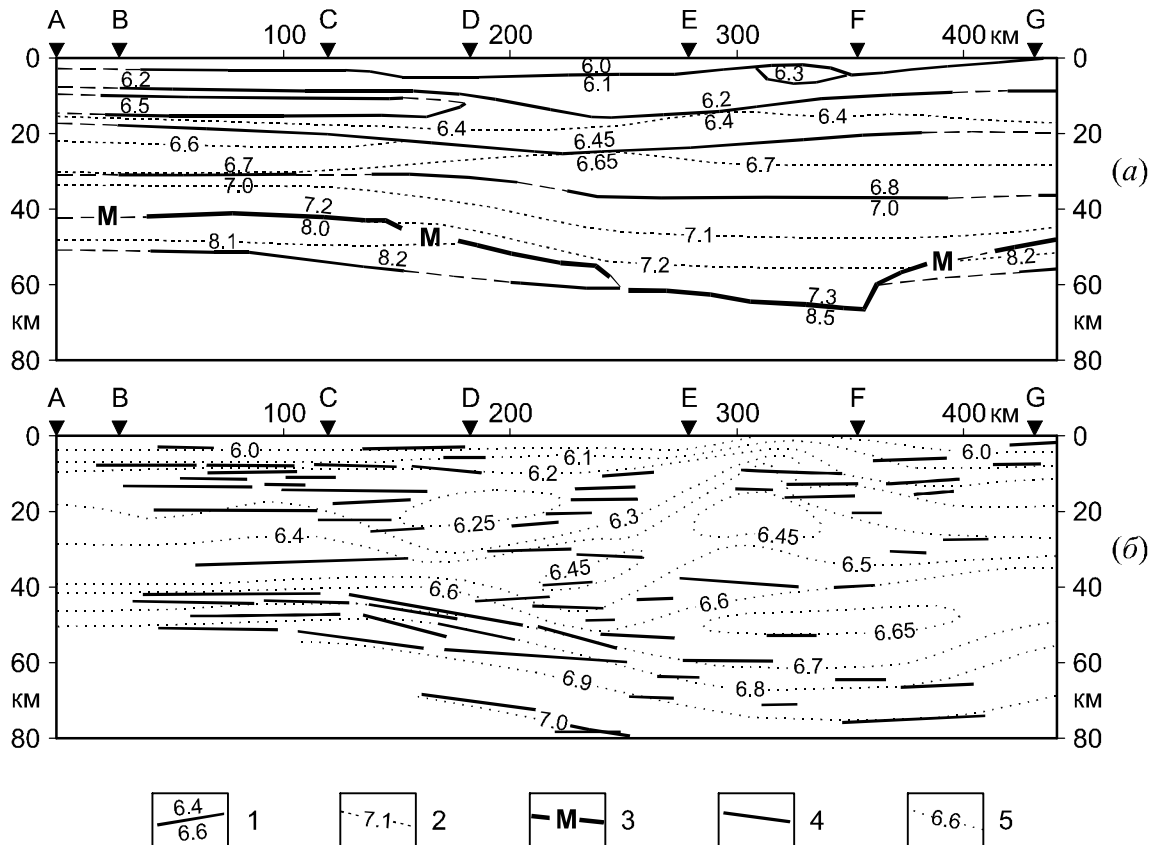 A B C D E F G
100 200 300 400 км
0 6.0 0
6.2 6.1 6.3
6.5 6.2
6.4 6.4 6.4
20 6.6 6.45 20
6.7 6.65 6.7
7.0 6.8
7.0 (а)
40 М 7.2 40
8.0 М 7.1
8.1 8.2 7.2 М 8.2
60 7.3 60
км 8.5 км
80 80
A B C D E F G
100 200 300 400 км
0 6.0 6.1 6.0 0
6.2
20 6.25 6.3 20
6.4 6.45
6.45 6.5 (б)
40 6.6 6.6 40
6.65
60 6.9 6.7 60
км 6.8 км
7.0
80 80
6.4
6.6 1 7.1 2 М 3 4 6.6 5